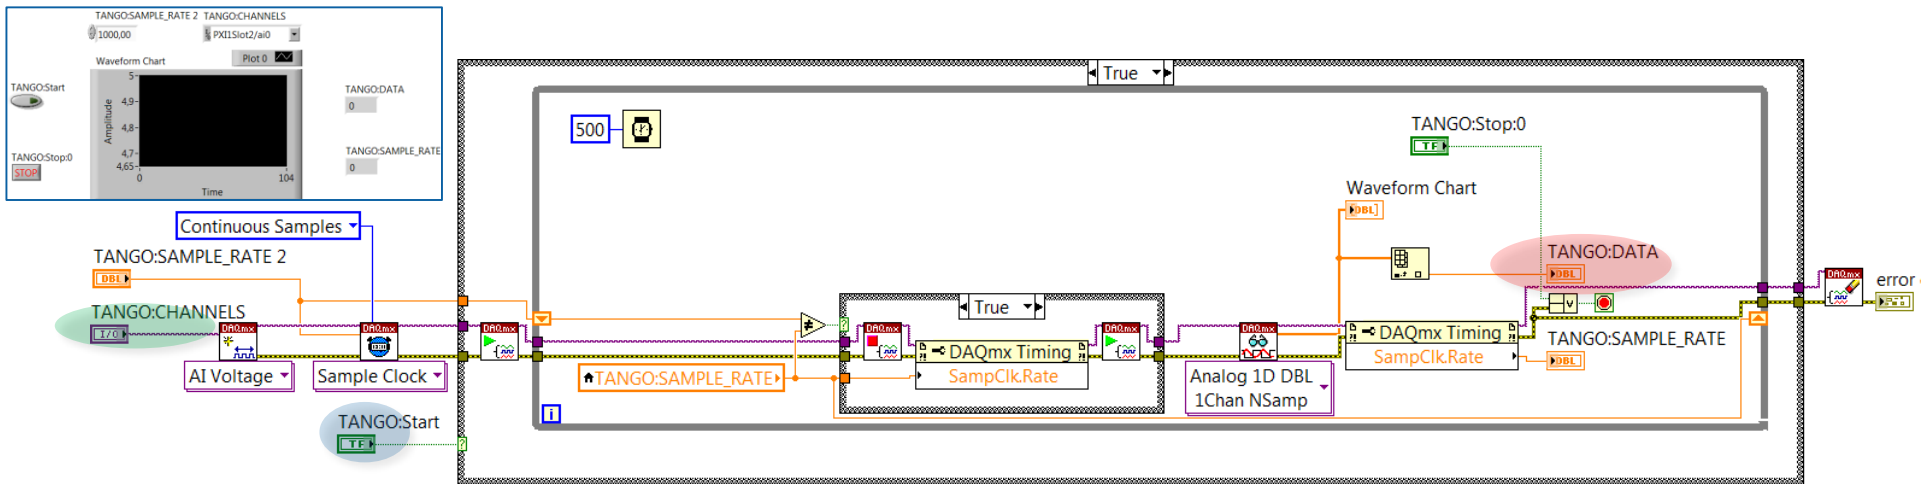 TANGO:SAMPLE_RATE 2 TANGO:CHANNELS
1000,00 PXI1Slot2/ai0
Waveform Chart Plot 0
TANGO:Start
TANGO:Stop:0
STOP
Amplitude
5
4,9
4,8
4,7
4,65
0 104
Time
TANGO:DATA
0
TANGO:SAMPLE_RATE
0
True
500
TANGO:Stop:0
TF
Waveform Chart
DBL
Continuous Samples
TANGO:SAMPLE_RATE 2
DBL
TANGO:CHANNELS
I/O
DAQmx
AI Voltage
DAQmx
Sample Clock
TANGO:Start
TF
?
DAQmx
TANGO:SAMPLE_RATE
≠
True
?
DAQmx
DAQmx Timing
SampClk.Rate
DAQmx
DAQmx
Analog 1D DBL
1Chan NSamp
DAQmx Timing
SampClk.Rate
TANGO:DATA
DBL
V
TANGO:SAMPLE_RATE
DBL
DAQmx
error
i